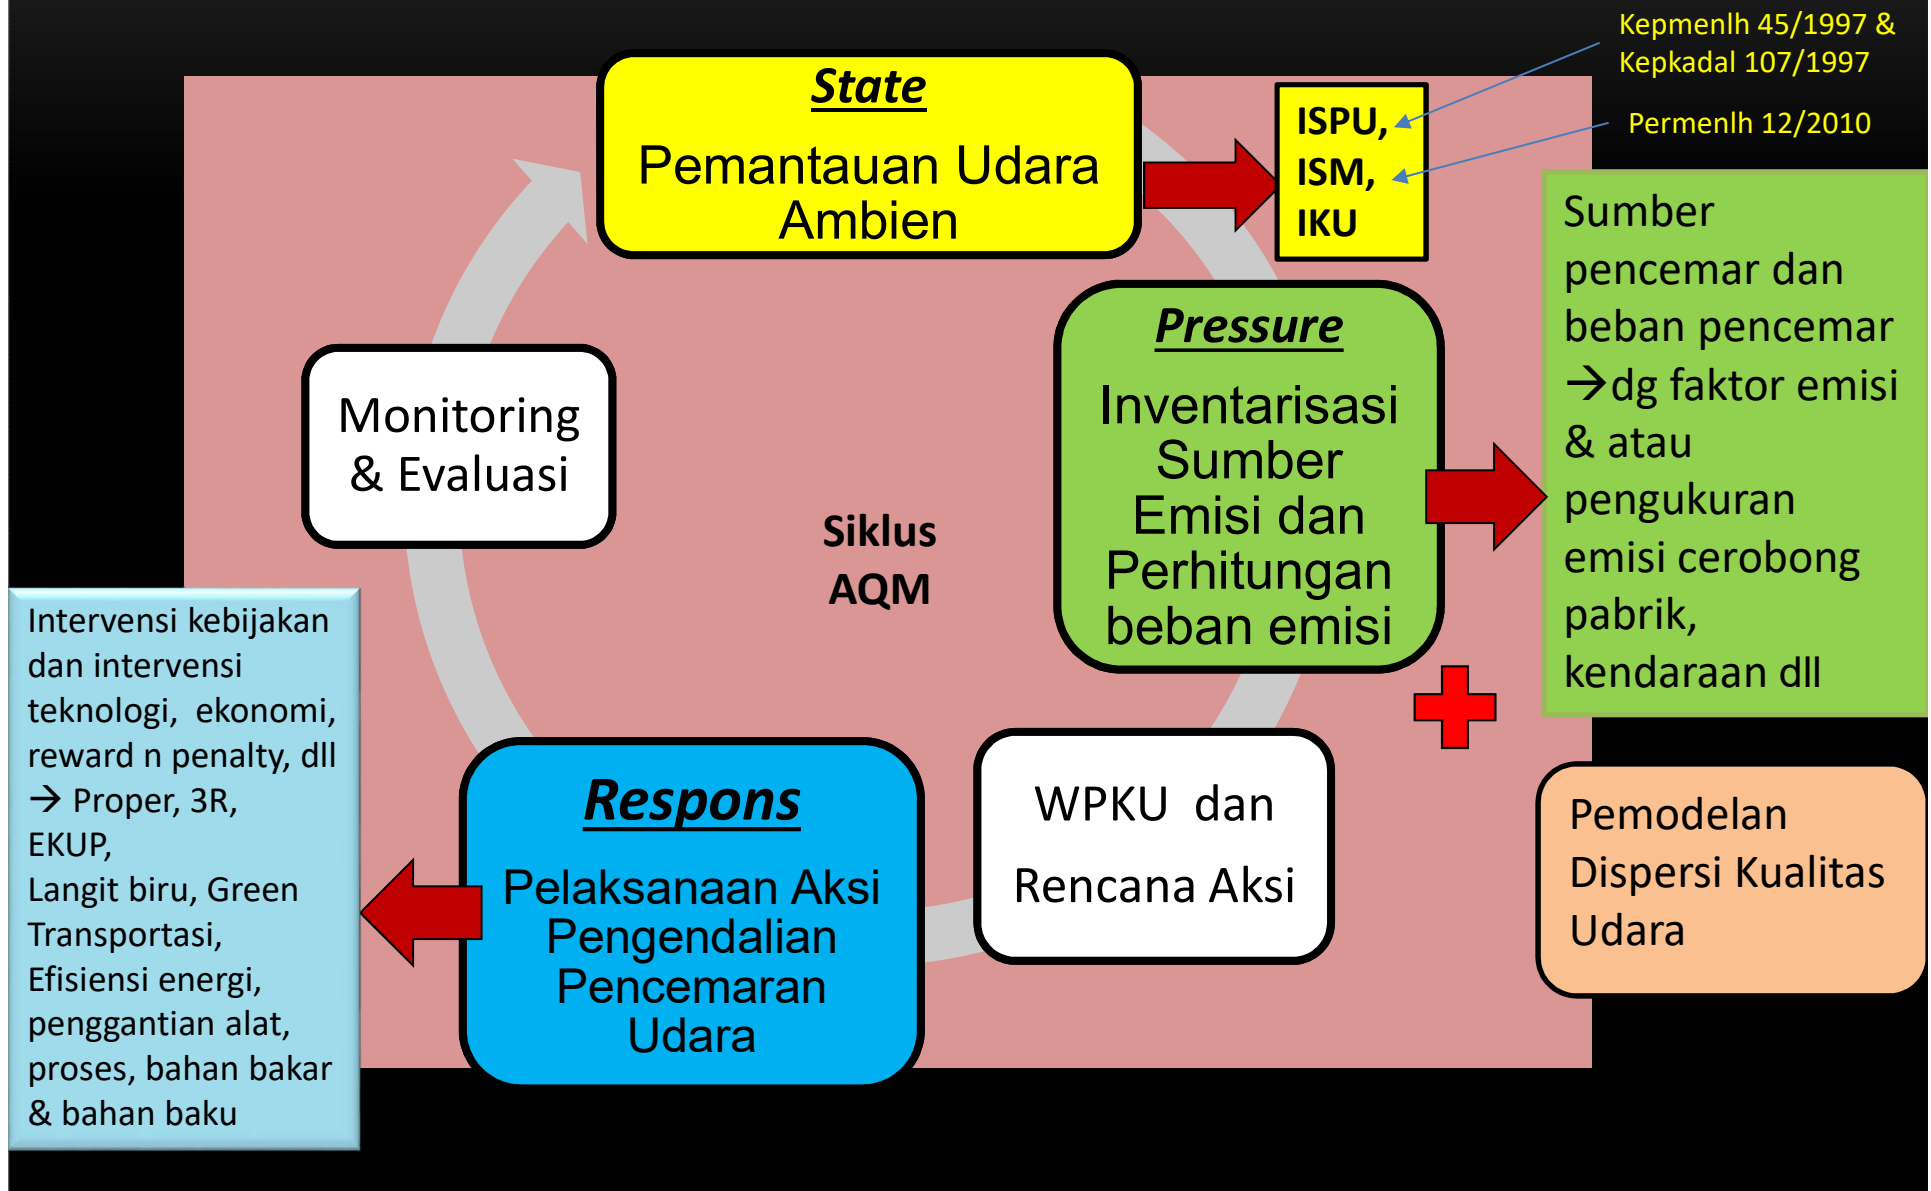 Kepmenlh 45/1997 &
Kepkadal 107/1997
Permenlh 12/2010
State
Pemantauan Udara
Ambien
ISPU,
ISM,
IKU
Pressure
Inventarisasi
Sumber
Emisi dan
Perhitungan
beban emisi
Sumber
pencemar dan
beban pencemar
→dg faktor emisi
& atau
pengukuran
emisi cerobong
pabrik,
kendaraan dll
Monitoring
& Evaluasi
Siklus
AQM
Intervensi kebijakan
dan intervensi
teknologi, ekonomi,
reward n penalty, dll
→ Proper, 3R,
EKUP,
Langit biru, Green
Transportasi,
Efisiensi energi,
penggantian alat,
proses, bahan bakar
& bahan baku
Respons
Pelaksanaan Aksi
Pengendalian
Pencemaran
Udara
WPKU dan
Rencana Aksi
Pemodelan
Dispersi Kualitas
Udara